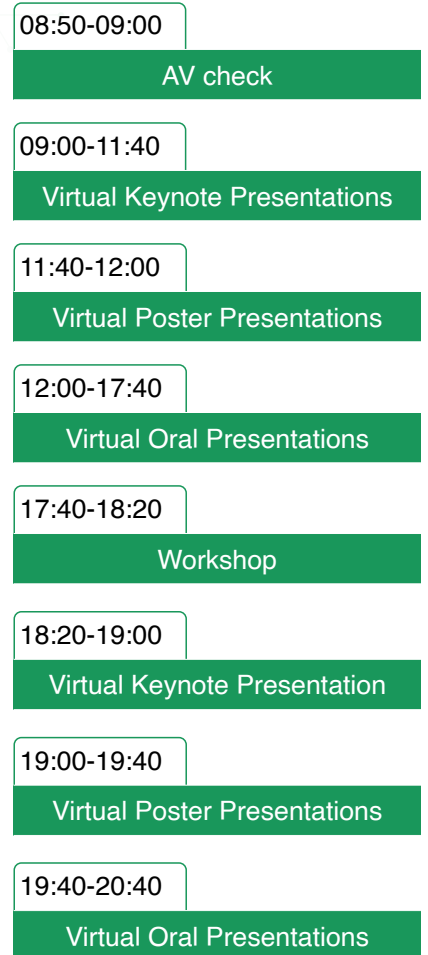 08:50-09:00
AV check
09:00-11:40
Virtual Keynote Presentations
11:40-12:00
Virtual Poster Presentations
12:00-17:40
Virtual Oral Presentations
17:40-18:20
Workshop
18:20-19:00
Virtual Keynote Presentation
19:00-19:40
Virtual Poster Presentations
19:40-20:40
Virtual Oral Presentations